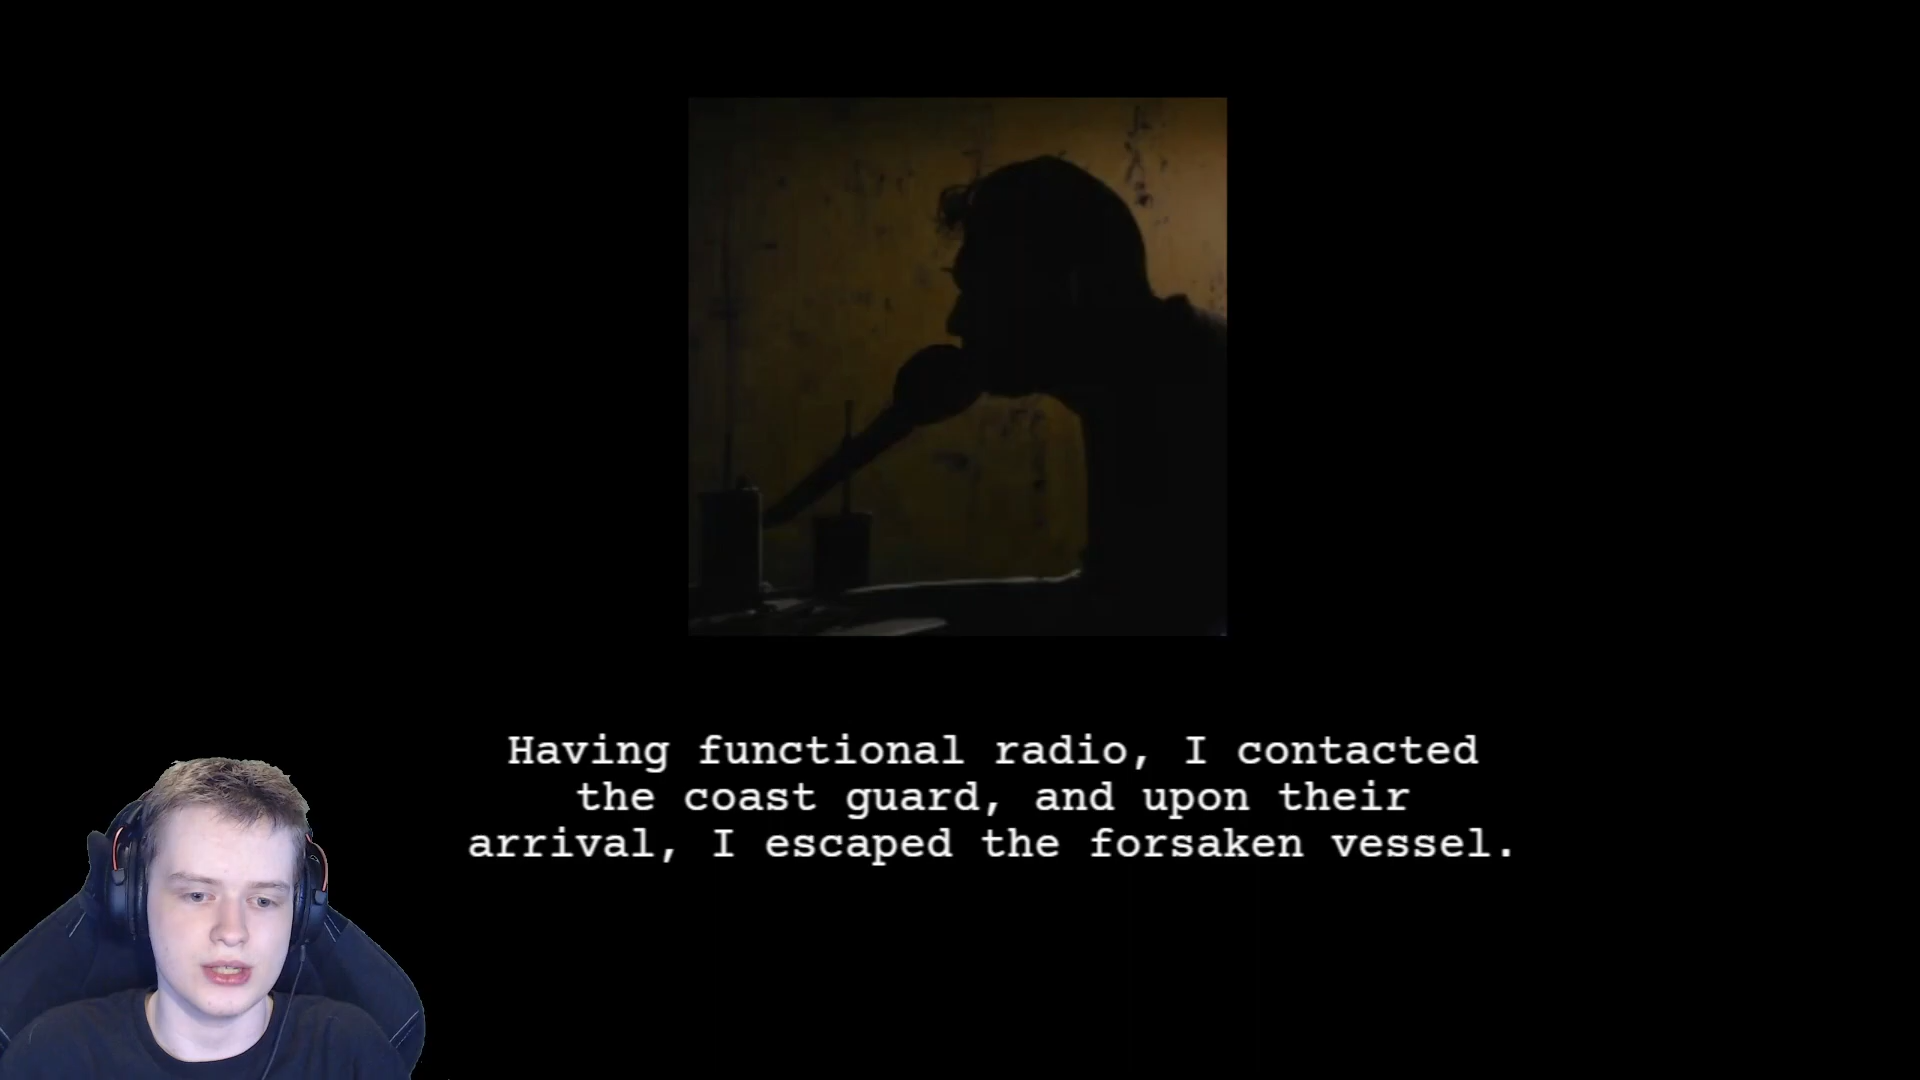 Having functional radio, I contacted
the coast guard, and upon their
arrival, I escaped the forsaken vessel.